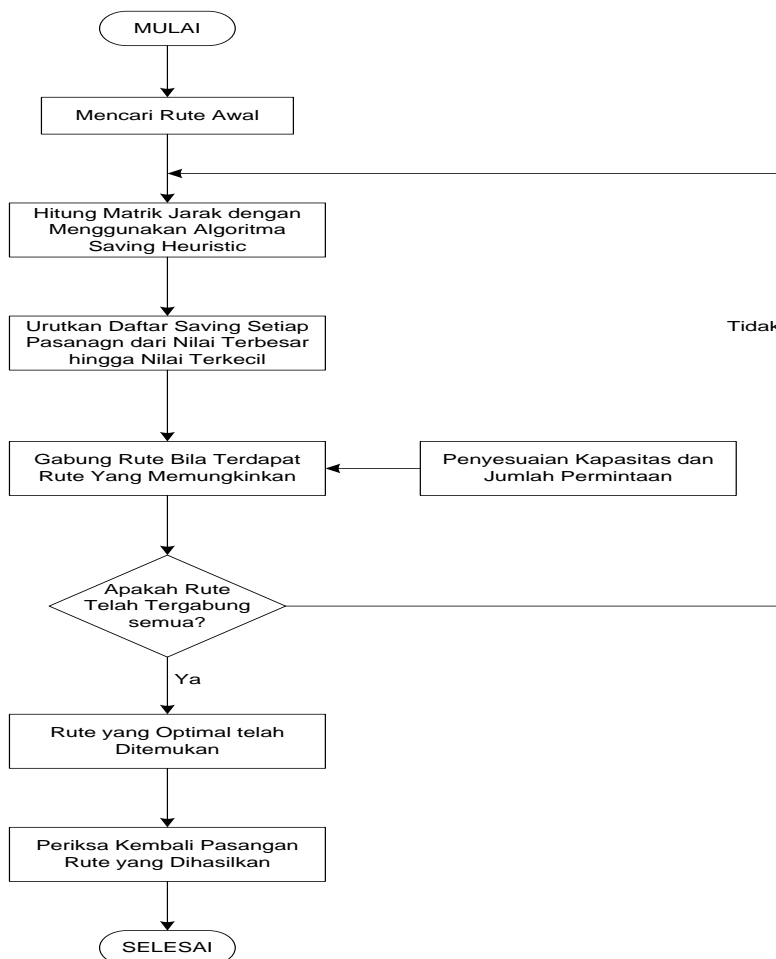 MULAI
Mencari Rute Awal
Hitung Matrik Jarak dengan
Menggunakan Algoritma
Saving Heuristic
Urutkan Daftar Saving Setiap
Pasanagn dari Nilai Terbesar
hingga Nilai Terkecil
Tidak
Gabung Rute Bila Terdapat
Rute Yang Memungkinkan
Penyesuaian Kapasitas dan
Jumlah Permintaan
Apakah Rute
Telah Tergabung
semua?
Ya
Rute yang Optimal telah
Ditemukan
Periksa Kembali Pasangan
Rute yang Dihasilkan
SELESAI